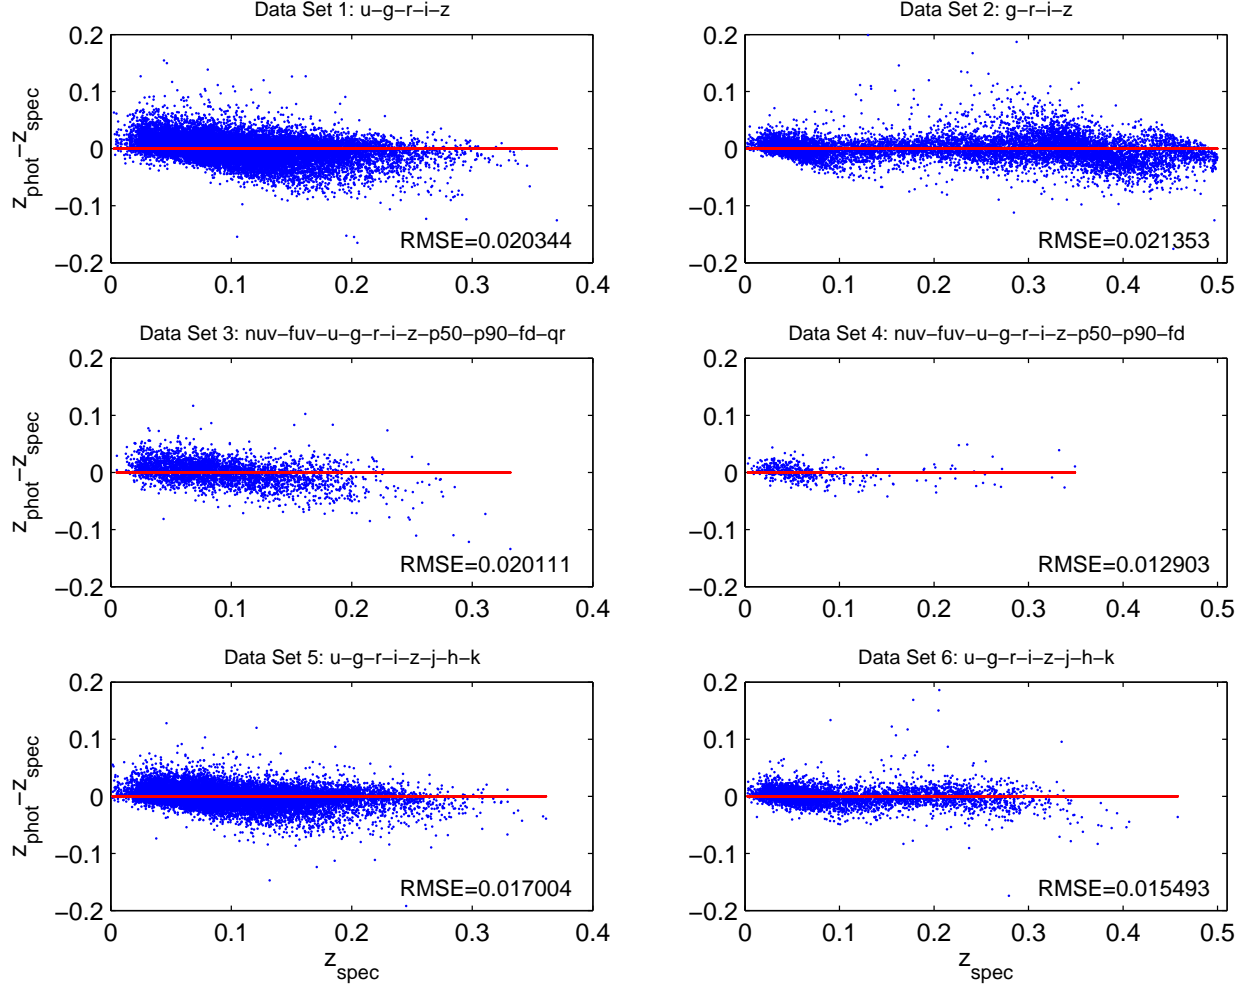 Data Set 1: u−g−r−i−z
0.2
0.1
0
−0.1
−0.2
z_phot−z_spec
RMSE=0.020344
0 0.1 0.2 0.3 0.4
Data Set 2: g−r−i−z
0.2
0.1
0
−0.1
−0.2
RMSE=0.021353
0 0.1 0.2 0.3 0.4 0.5
Data Set 3: nuv−fuv−u−g−r−i−z−p50−p90−fd−qr
0.2
0.1
0
−0.1
−0.2
z_phot−z_spec
RMSE=0.020111
0 0.1 0.2 0.3 0.4
Data Set 4: nuv−fuv−u−g−r−i−z−p50−p90−fd
0.2
0.1
0
−0.1
−0.2
RMSE=0.012903
0 0.1 0.2 0.3 0.4 0.5
Data Set 5: u−g−r−i−z−j−h−k
0.2
0.1
0
−0.1
−0.2
z_phot−z_spec
RMSE=0.017004
0 0.1 0.2 0.3 0.4
z_spec
Data Set 6: u−g−r−i−z−j−h−k
0.2
0.1
0
−0.1
−0.2
RMSE=0.015493
0 0.1 0.2 0.3 0.4 0.5
z_spec